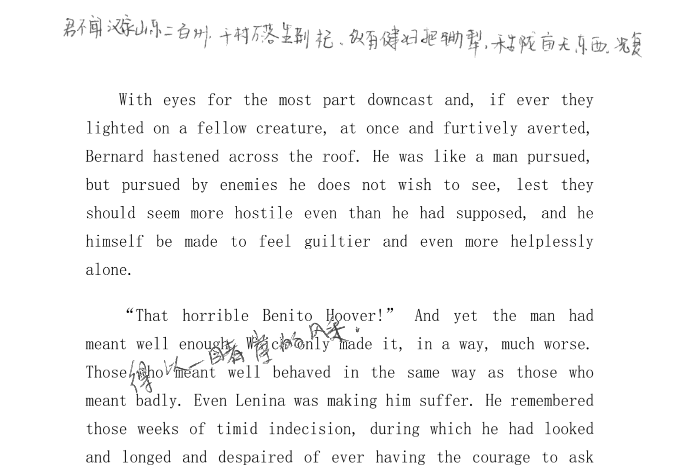 君不闻汉家山东二百州,千村万落生荆杞、纵有健妇把锄犁,禾生陇亩无东西.况复
With eyes for the most part downcast and, if ever they
lighted on a fellow creature, at once and furtively averted,
Bernard hastened across the roof. He was like a man pursued,
but pursued by enemies he does not wish to see, lest they
should seem more hostile even than he had supposed, and he
himself be made to feel guiltier and even more helplessly
alone.
“That horrible Benito Hoover!” And yet the man had
meant well enough. Which only made it, in a way, much worse.
得以一 的风采.
Those who meant well behaved in the same way as those who
meant badly. Even Lenina was making him suffer. He remembered
those weeks of timid indecision, during which he had looked
and longed and despaired of ever having the courage to ask